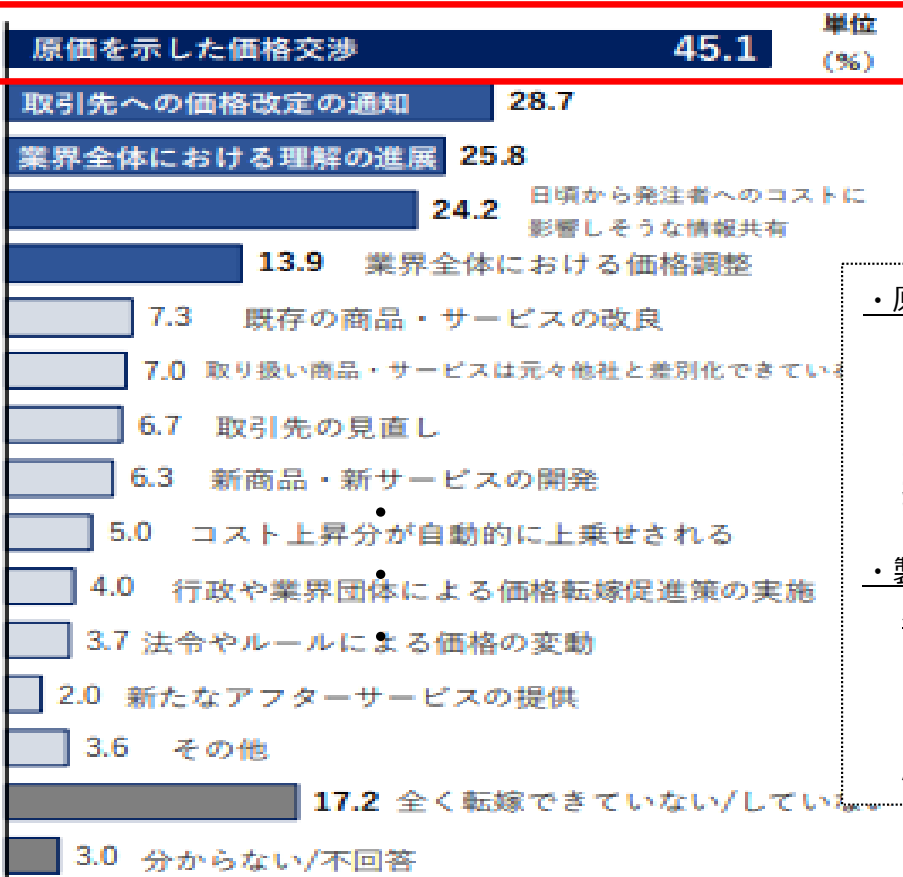 単位
(%)
原価を示した価格交渉 45.1
取引先への価格改定の通知 28.7
業界全体における理解の進展 25.8
24.2 日頃から発注者へのコストに
影響しそうな情報共有
13.9 業界全体における価格調整
7.3 既存の商品・サービスの改良
7.0 取り扱い商品・サービスは元々他社と差別化できてい
6.7 取引先の見直し
6.3 新商品・新サービスの開発
5.0 コスト上昇分が自動的に上乗せされる
4.0 行政や業界団体による価格転嫁促進策の実施
3.7 法令やルールによる価格の変動
2.0 新たなアフターサービスの提供
3.6 その他
17.2 全く転嫁できていない/してい
3.0 分からない/不回答